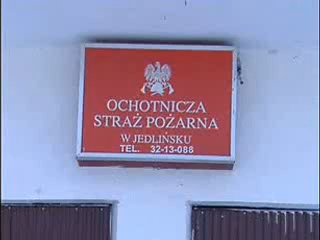 OCHOTNICZA
STRAŻ POŻARNA
W JEDLIŃSKU
TEL. 32-13-088